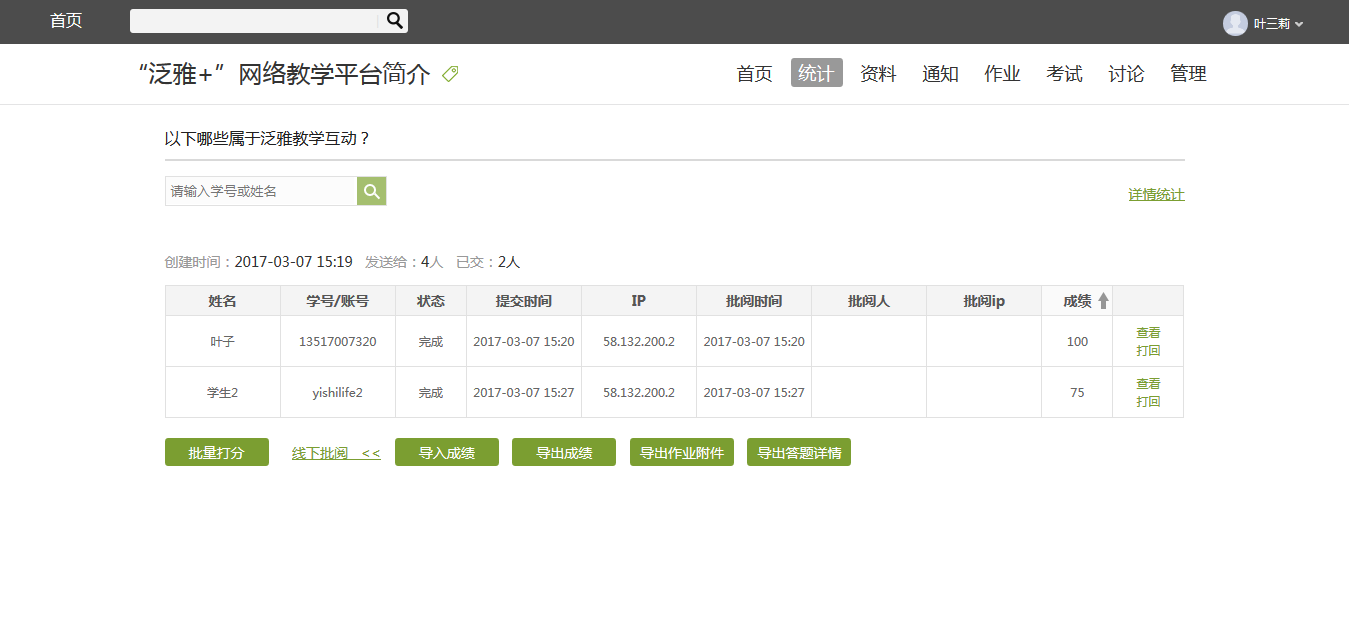 首页
叶三莉
“泛雅+”网络教学平台简介
首页 统计 资料 通知 作业 考试 讨论 管理
以下哪些属于泛雅教学互动？
请输入学号或姓名
详情统计
创建时间：2017-03-07 15:19 发送给：4人 已交：2人
姓名 学号/账号 状态 提交时间 IP 批阅时间 批阅人 批阅ip 成绩
叶子 13517007320 完成 2017-03-07 15:20 58.132.200.2 2017-03-07 15:20 100 查看
打回
学生2 yishilife2 完成 2017-03-07 15:27 58.132.200.2 2017-03-07 15:27 75 查看
打回
批量打分 线下批阅 << 导入成绩 导出成绩 导出作业附件 导出答题详情